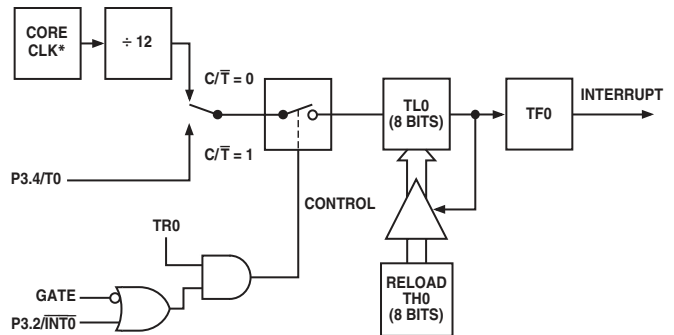 CORE
CLK*
÷ 12
C/T̅ = 0
TL0
(8 BITS)
TF0
INTERRUPT
C/T̅ = 1
P3.4/T0
CONTROL
TR0
GATE
P3.2/I̅N̅T̅0̅
RELOAD
TH0
(8 BITS)